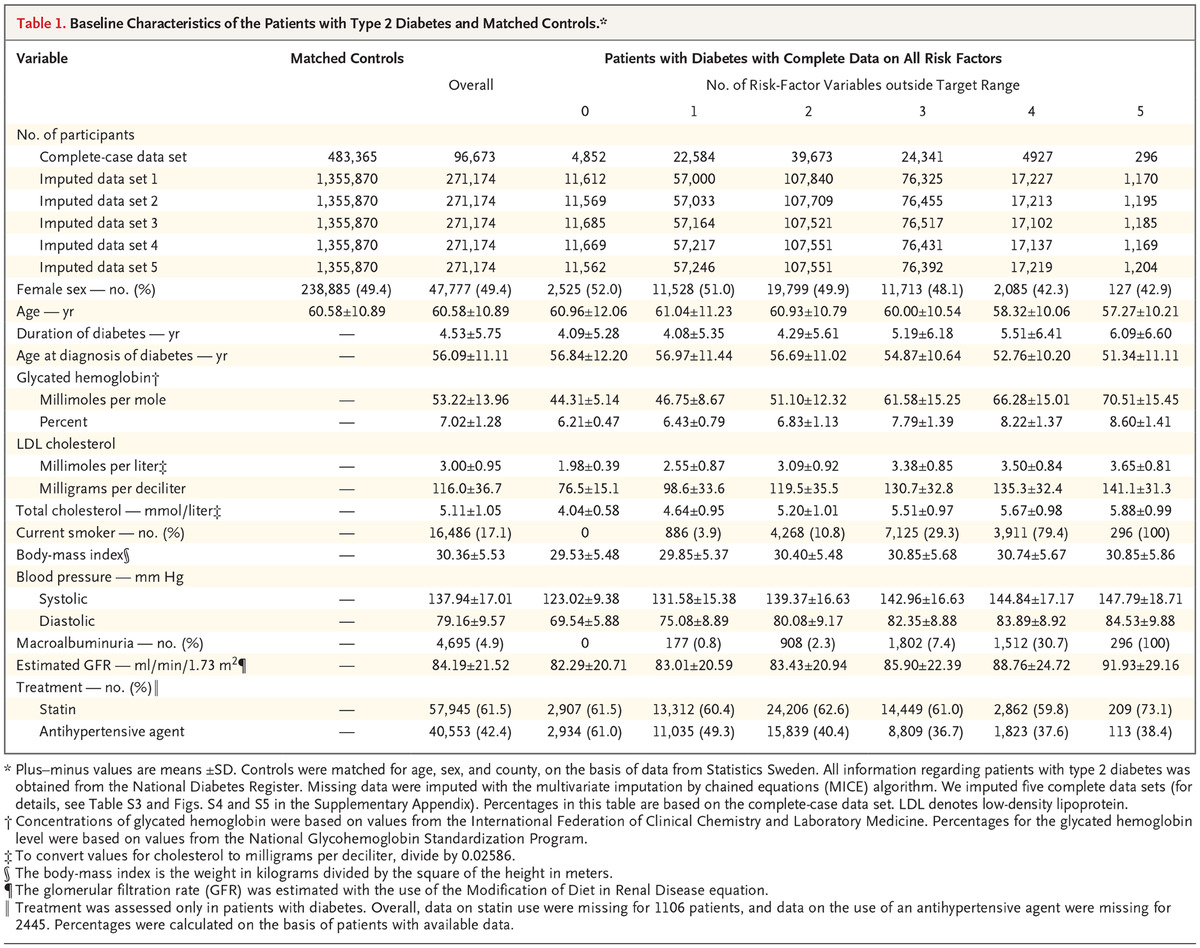 Table 1. Baseline Characteristics of the Patients with Type 2 Diabetes and Matched Controls.*
Variable Matched Controls Patients with Diabetes with Complete Data on All Risk Factors
Overall No. of Risk-Factor Variables outside Target Range
0 1 2 3 4 5
No. of participants
Complete-case data set 483,365 96,673 4,852 22,584 39,673 24,341 4927 296
Imputed data set 1 1,355,870 271,174 11,612 57,000 107,840 76,325 17,227 1,170
Imputed data set 2 1,355,870 271,174 11,569 57,033 107,709 76,455 17,213 1,195
Imputed data set 3 1,355,870 271,174 11,685 57,164 107,521 76,517 17,102 1,185
Imputed data set 4 1,355,870 271,174 11,669 57,217 107,551 76,431 17,137 1,169
Imputed data set 5 1,355,870 271,174 11,562 57,246 107,551 76,392 17,219 1,204
Female sex — no. (%) 238,885 (49.4) 47,777 (49.4) 2,525 (52.0) 11,528 (51.0) 19,799 (49.9) 11,713 (48.1) 2,085 (42.3) 127 (42.9)
Age — yr 60.58±10.89 60.58±10.89 60.96±12.06 61.04±11.23 60.93±10.79 60.00±10.54 58.32±10.06 57.27±10.21
Duration of diabetes — yr — 4.53±5.75 4.09±5.28 4.08±5.35 4.29±5.61 5.19±6.18 5.51±6.41 6.09±6.60
Age at diagnosis of diabetes — yr — 56.09±11.11 56.84±12.20 56.97±11.44 56.69±11.02 54.87±10.64 52.76±10.20 51.34±11.11
Glycated hemoglobin†
Millimoles per mole — 53.22±13.96 44.31±5.14 46.75±8.67 51.10±12.32 61.58±15.25 66.28±15.01 70.51±15.45
Percent — 7.02±1.28 6.21±0.47 6.43±0.79 6.83±1.13 7.79±1.39 8.22±1.37 8.60±1.41
LDL cholesterol
Millimoles per liter‡ — 3.00±0.95 1.98±0.39 2.55±0.87 3.09±0.92 3.38±0.85 3.50±0.84 3.65±0.81
Milligrams per deciliter — 116.0±36.7 76.5±15.1 98.6±33.6 119.5±35.5 130.7±32.8 135.3±32.4 141.1±31.3
Total cholesterol — mmol/liter‡ — 5.11±1.05 4.04±0.58 4.64±0.95 5.20±1.01 5.51±0.97 5.67±0.98 5.88±0.99
Current smoker — no. (%) — 16,486 (17.1) 0 886 (3.9) 4,268 (10.8) 7,125 (29.3) 3,911 (79.4) 296 (100)
Body-mass index§ — 30.36±5.53 29.53±5.48 29.85±5.37 30.40±5.48 30.85±5.68 30.74±5.67 30.85±5.86
Blood pressure — mm Hg
Systolic — 137.94±17.01 123.02±9.38 131.58±15.38 139.37±16.63 142.96±16.63 144.84±17.17 147.79±18.71
Diastolic — 79.16±9.57 69.54±5.88 75.08±8.89 80.08±9.17 82.35±8.88 83.89±8.92 84.53±9.88
Macroalbuminuria — no. (%) — 4,695 (4.9) 0 177 (0.8) 908 (2.3) 1,802 (7.4) 1,512 (30.7) 296 (100)
Estimated GFR — ml/min/1.73 m²¶ — 84.19±21.52 82.29±20.71 83.01±20.59 83.43±20.94 85.90±22.39 88.76±24.72 91.93±29.16
Treatment — no. (%)‖
Statin — 57,945 (61.5) 2,907 (61.5) 13,312 (60.4) 24,206 (62.6) 14,449 (61.0) 2,862 (59.8) 209 (73.1)
Antihypertensive agent — 40,553 (42.4) 2,934 (61.0) 11,035 (49.3) 15,839 (40.4) 8,809 (36.7) 1,823 (37.6) 113 (38.4)
* Plus–minus values are means ±SD. Controls were matched for age, sex, and county, on the basis of data from Statistics Sweden. All information regarding patients with type 2 diabetes was
obtained from the National Diabetes Register. Missing data were imputed with the multivariate imputation by chained equations (MICE) algorithm. We imputed five complete data sets (for
details, see Table S3 and Figs. S4 and S5 in the Supplementary Appendix). Percentages in this table are based on the complete-case data set. LDL denotes low-density lipoprotein.
† Concentrations of glycated hemoglobin were based on values from the International Federation of Clinical Chemistry and Laboratory Medicine. Percentages for the glycated hemoglobin
level were based on values from the National Glycohemoglobin Standardization Program.
‡ To convert values for cholesterol to milligrams per deciliter, divide by 0.02586.
§ The body-mass index is the weight in kilograms divided by the square of the height in meters.
¶ The glomerular filtration rate (GFR) was estimated with the use of the Modification of Diet in Renal Disease equation.
‖ Treatment was assessed only in patients with diabetes. Overall, data on statin use were missing for 1106 patients, and data on the use of an antihypertensive agent were missing for
2445. Percentages were calculated on the basis of patients with available data.